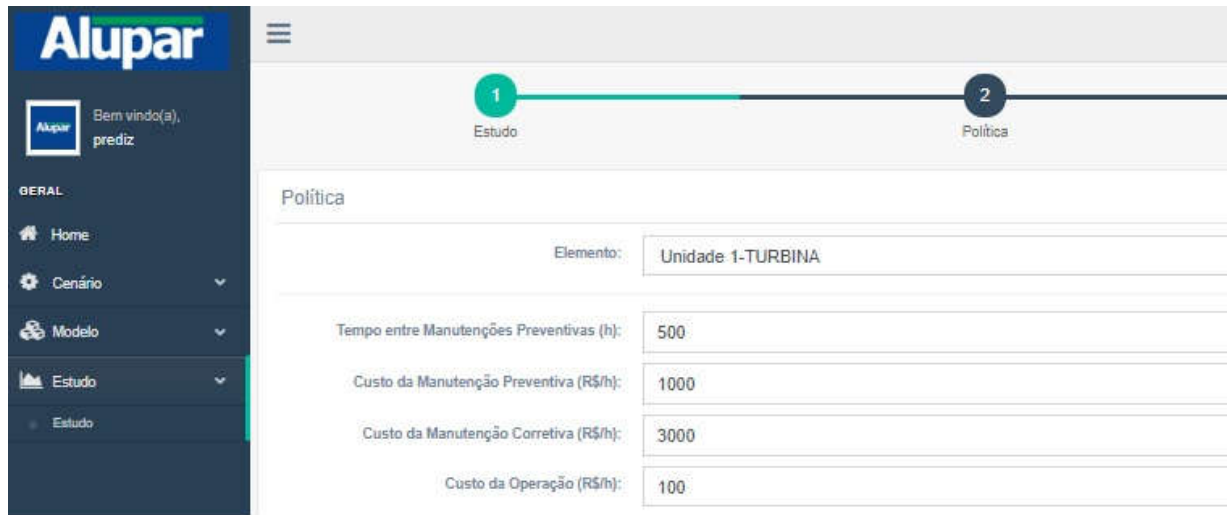 Alupar
Alupar
Bem vindo(a),
prediz
GERAL
Home
Cenário
Modelo
Estudo
Estudo
1
Estudo
2
Política
Política
Elemento:
Unidade 1-TURBINA
Tempo entre Manutenções Preventivas (h):
500
Custo da Manutenção Preventiva (R$/h):
1000
Custo da Manutenção Corretiva (R$/h):
3000
Custo da Operação (R$/h):
100